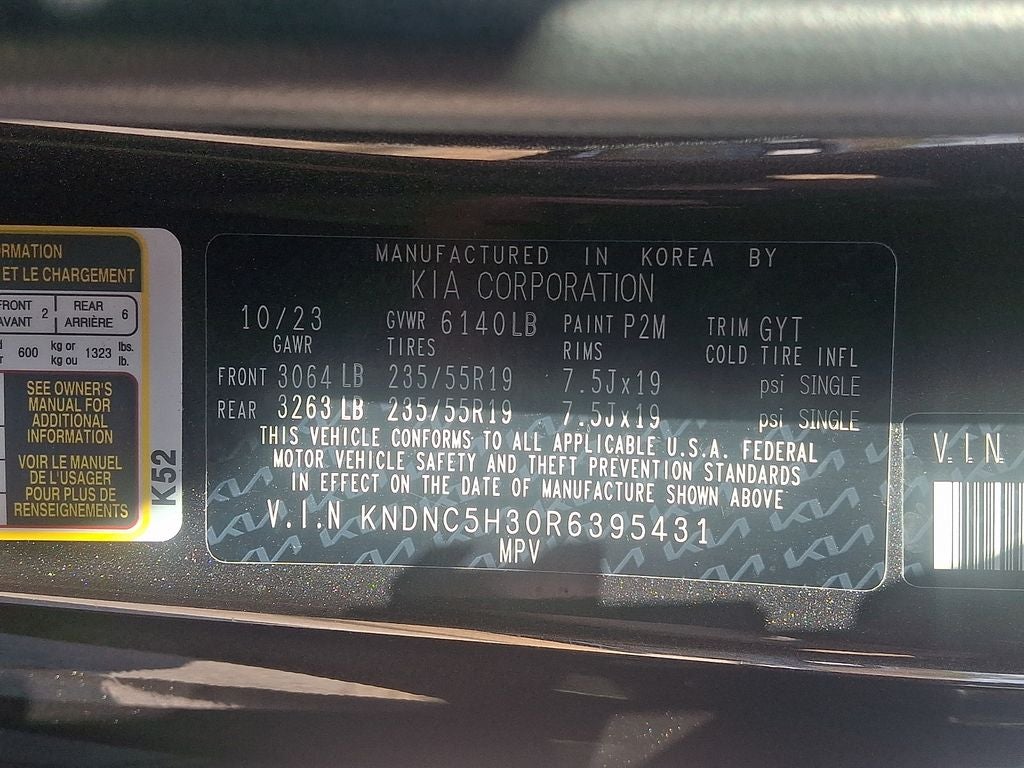 RMATION
ET LE CHARGEMENT
FRONT 2 REAR 6
AVANT ARRIÈRE
600 kg or 1323 lbs.
kg ou lb.
SEE OWNER'S
MANUAL FOR
ADDITIONAL
INFORMATION
VOIR LE MANUEL
DE L'USAGER
POUR PLUS DE
RENSEIGNEMENTS
K52
MANUFACTURED IN KOREA BY
KIA CORPORATION
10/23 GVWR 6140LB PAINT P2M TRIM GYT
GAWR TIRES RIMS COLD TIRE INFL
FRONT 3064 LB 235/55R19 7.5Jx19 psi SINGLE
REAR 3263 LB 235/55R19 7.5Jx19 psi SINGLE
THIS VEHICLE CONFORMS TO ALL APPLICABLE U.S.A. FEDERAL
MOTOR VEHICLE SAFETY AND THEFT PREVENTION STANDARDS
IN EFFECT ON THE DATE OF MANUFACTURE SHOWN ABOVE
V.I.N KNDNC5H30R6395431
MPV
V.I.N